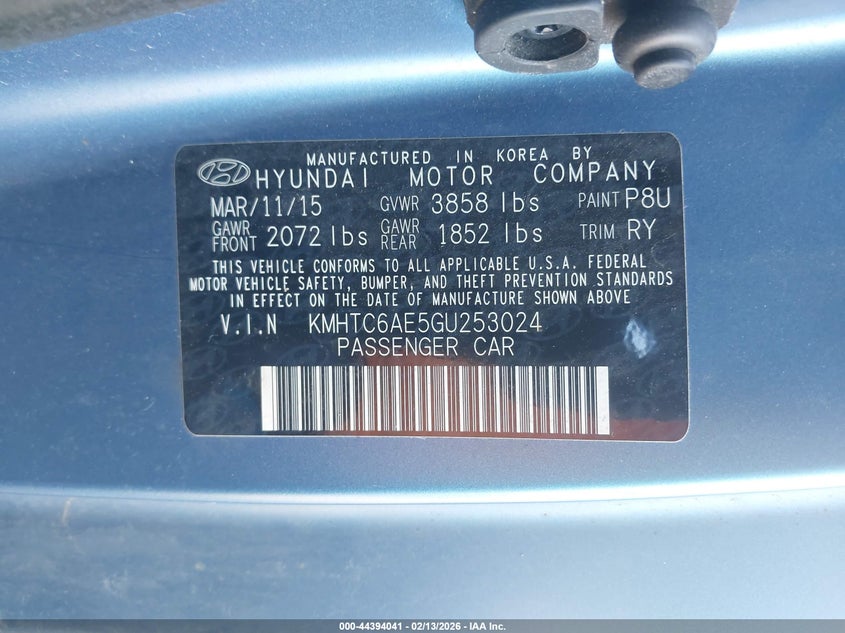 MANUFACTURED IN KOREA BY
HYUNDAI MOTOR COMPANY
MAR/11/15 GVWR 3858 lbs PAINT P8U
GAWR FRONT 2072 lbs GAWR REAR 1852 lbs TRIM RY
THIS VEHICLE CONFORMS TO ALL APPLICABLE U.S.A. FEDERAL
MOTOR VEHICLE SAFETY, BUMPER, AND THEFT PREVENTION STANDARDS
IN EFFECT ON THE DATE OF MANUFACTURE SHOWN ABOVE
V.I.N KMHTC6AE5GU253024
PASSENGER CAR
000-44394041 - 02/13/2026 - IAA Inc.